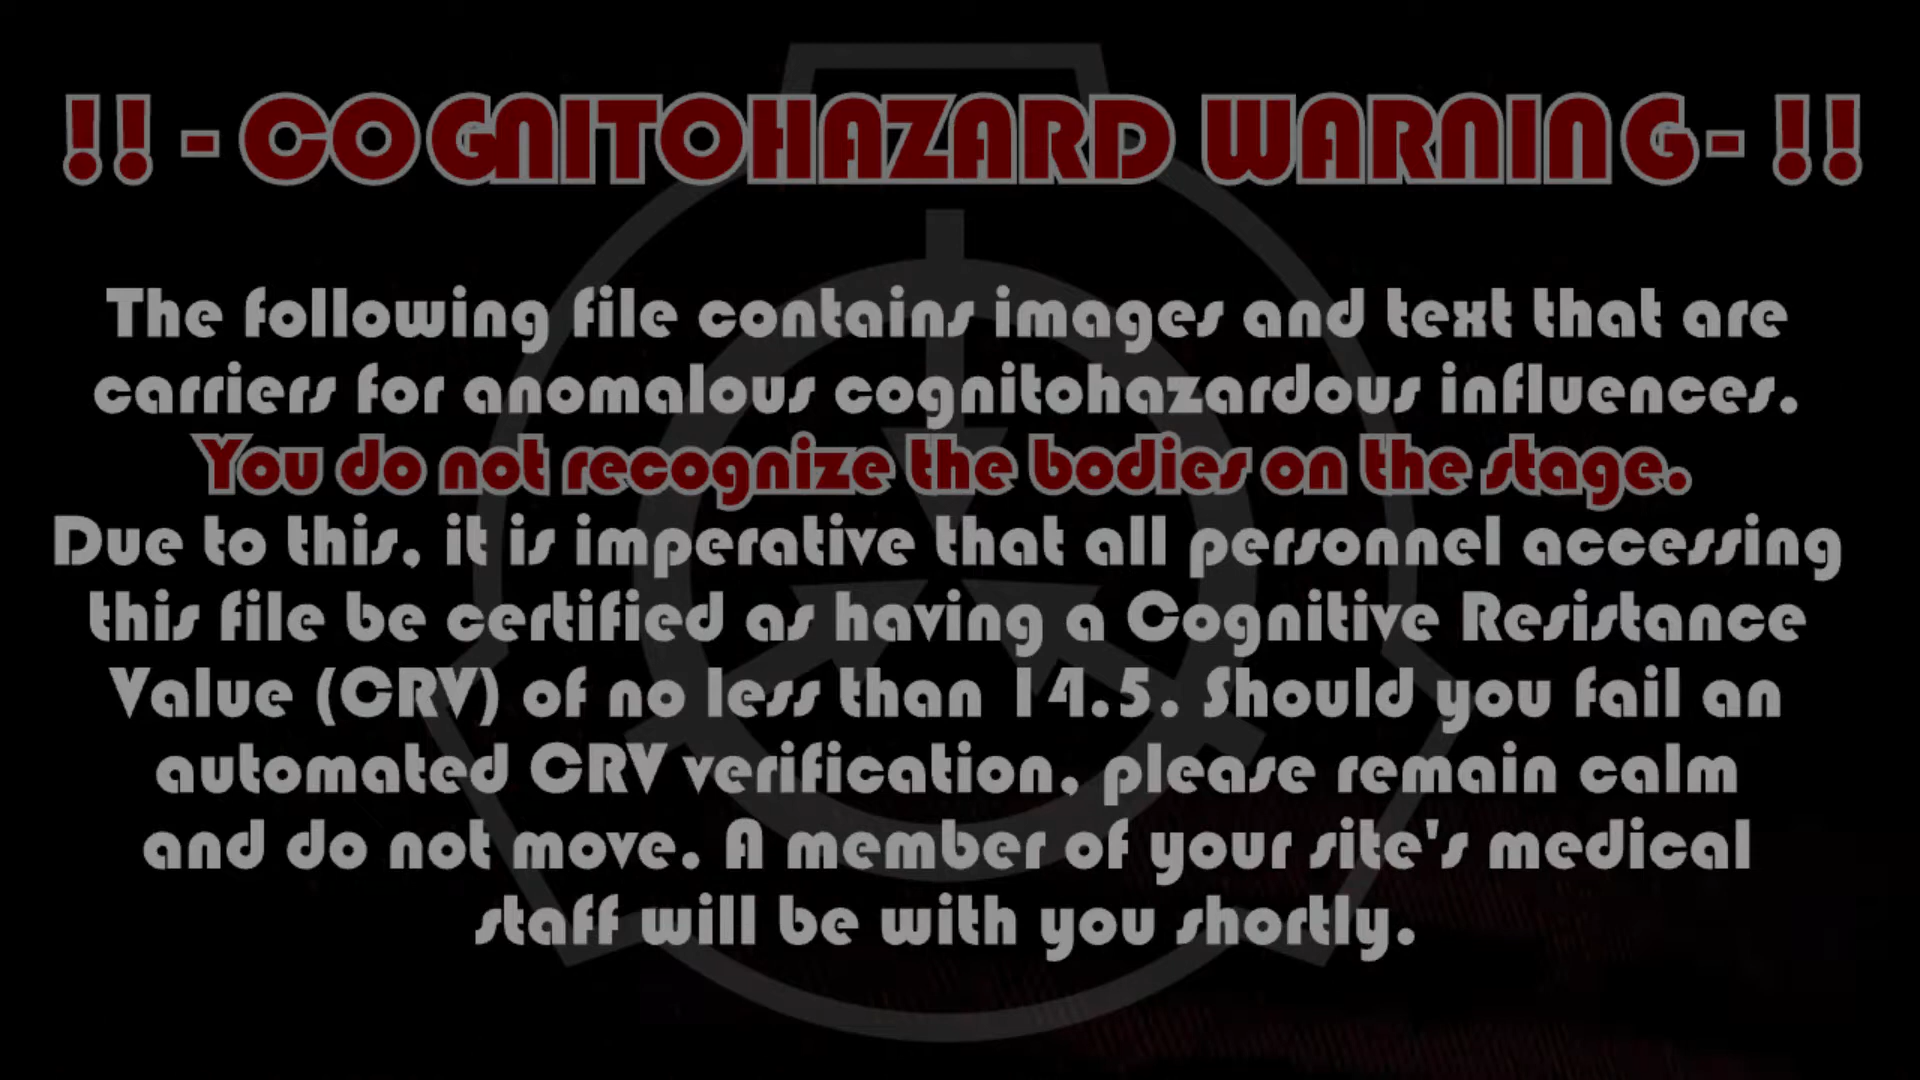 !! - COGNITOHAZARD WARNING- !!
The following file contains images and text that are
carriers for anomalous cognitohazardous influences.
You do not recognize the bodies on the stage.
Due to this, it is imperative that all personnel accessing
this file be certified as having a Cognitive Resistance
Value (CRV) of no less than 14.5. Should you fail an
automated CRV verification, please remain calm
and do not move. A member of your site's medical
staff will be with you shortly.